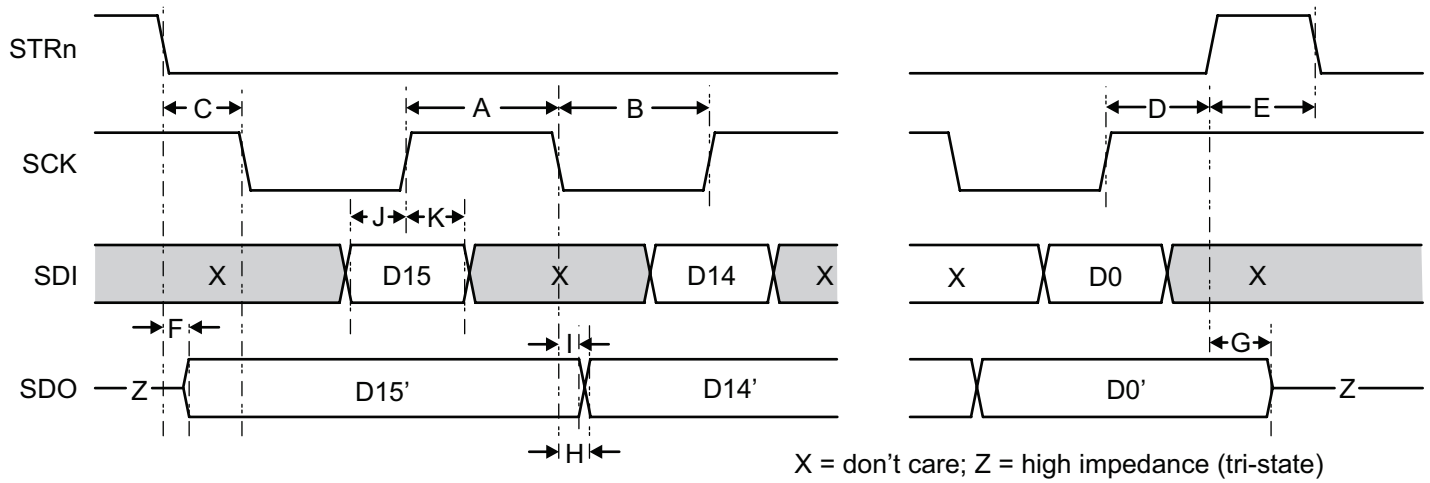 STRn
C
A
B
D
E
SCK
J
K
SDI
X
D15
X
D14
X
X
D0
X
F
I
G
SDO
Z
D15’
D14’
D0’
Z
H
X = don’t care; Z = high impedance (tri-state)